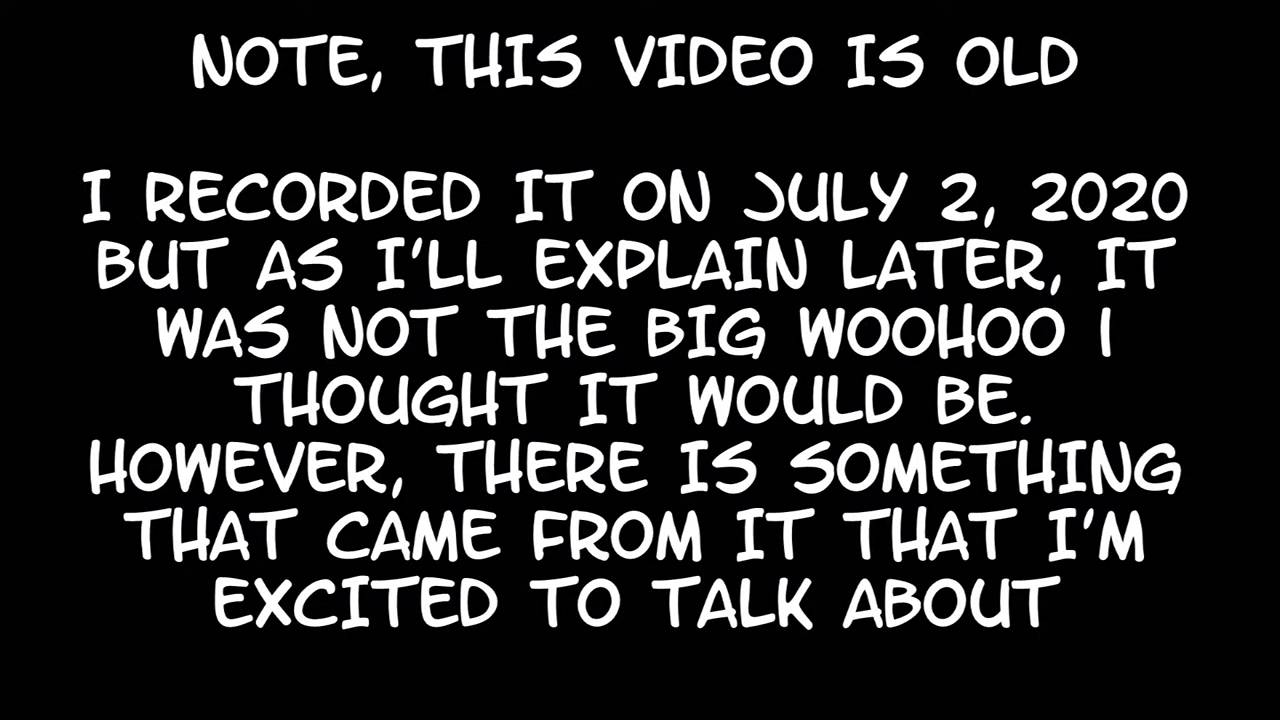 NOTE, THIS VIDEO IS OLD
I RECORDED IT ON JULY 2, 2020
BUT AS I'LL EXPLAIN LATER, IT
WAS NOT THE BIG WOOHOO I
THOUGHT IT WOULD BE.
HOWEVER, THERE IS SOMETHING
THAT CAME FROM IT THAT I'M
EXCITED TO TALK ABOUT